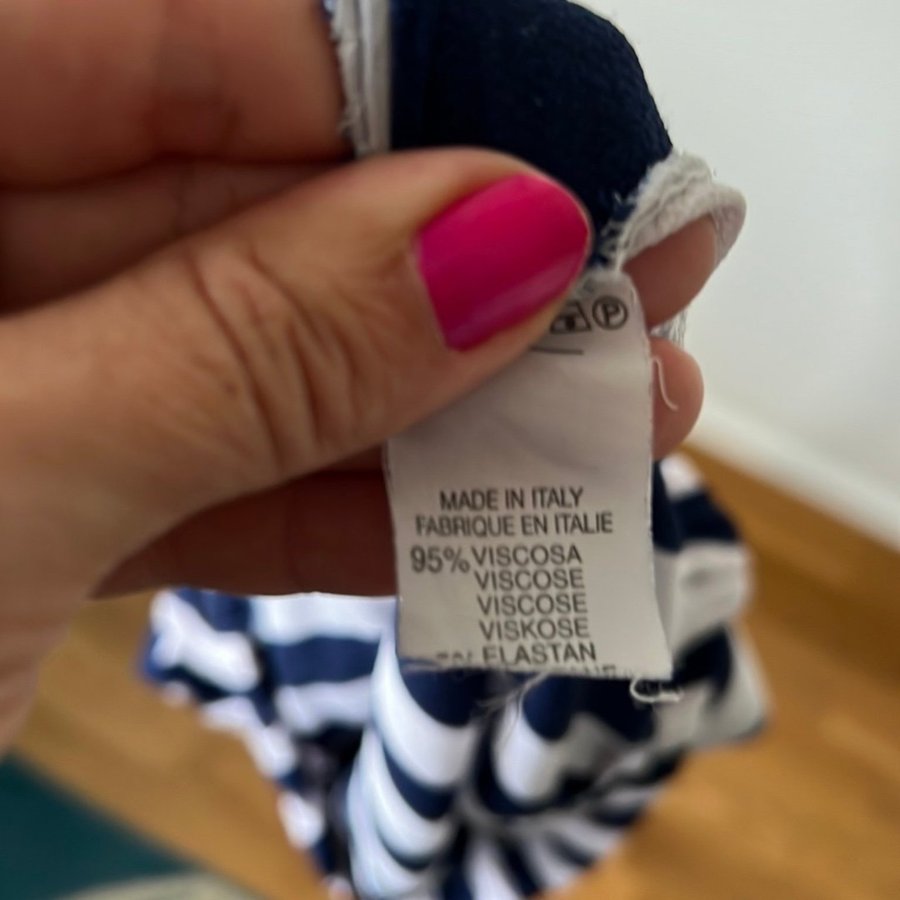 P
MADE IN ITALY
FABRIQUE EN ITALIE
95% VISCOSA
VISCOSE
VISCOSE
VISKOSE
ELASTAN